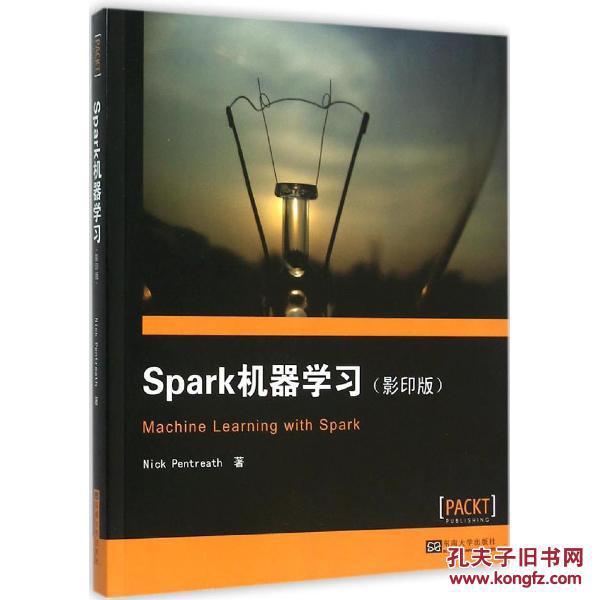 [PACKT]
Spark机器学习
Nick Pentreath 著
Spark机器学习（影印版）
Machine Learning with Spark
Nick Pentreath 著
[PACKT]
PUBLISHING
东南大学出版社
孔夫子旧书网
www.kongfz.com